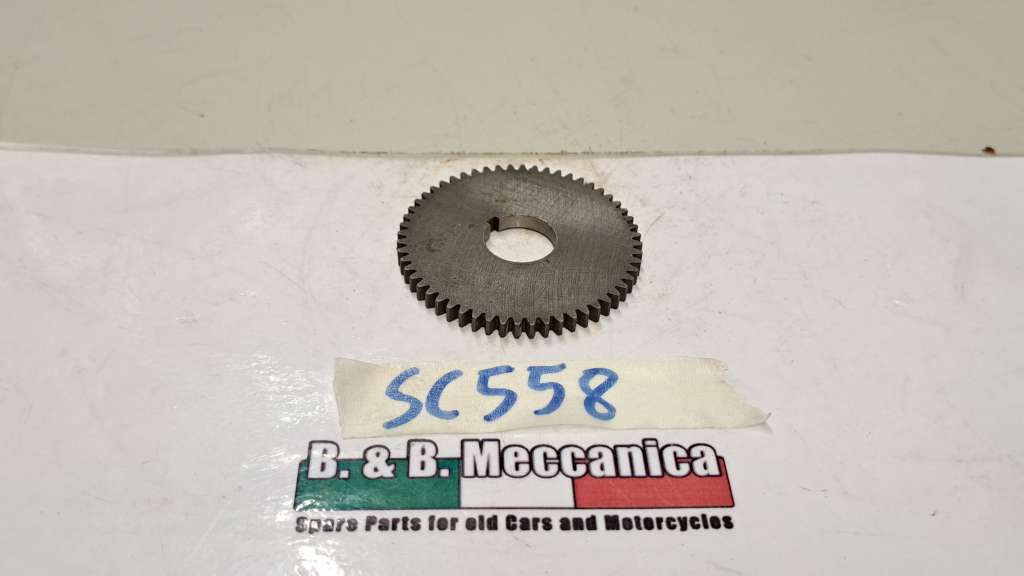 SC558
B. & B. Meccanica
Spare Parts for old Cars and Motorcycles